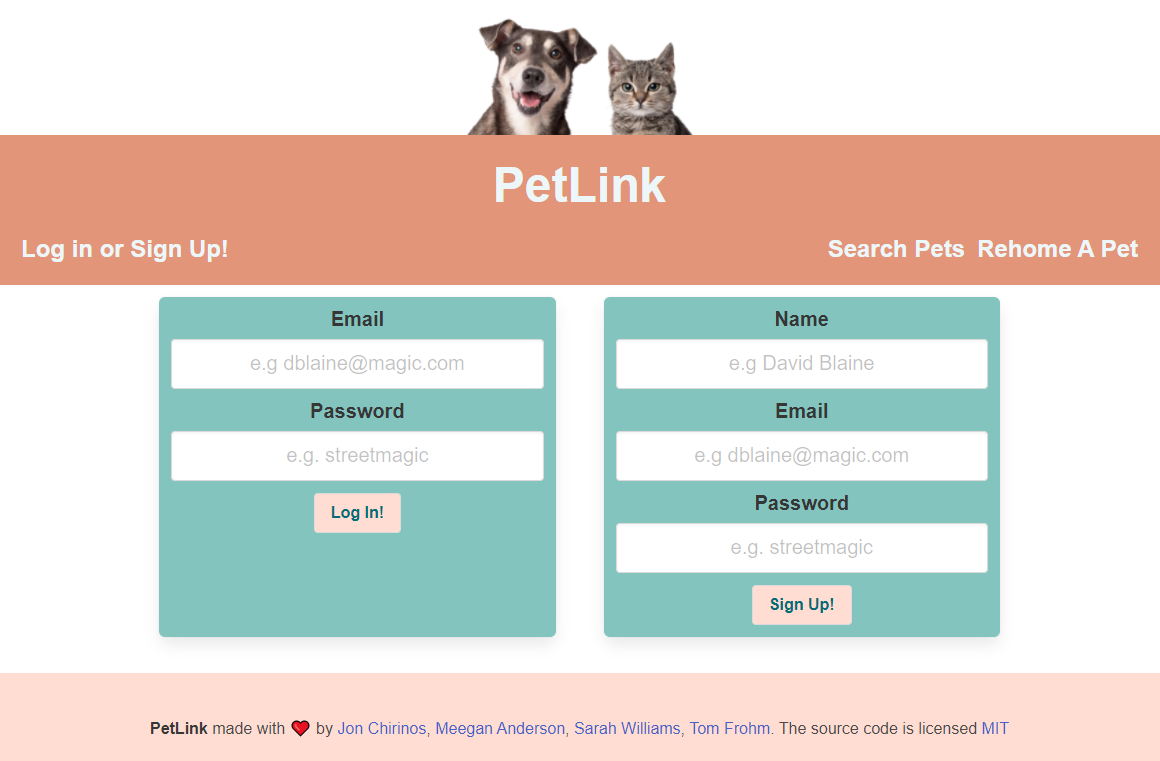 PetLink
Log in or Sign Up!
Search Pets Rehome A Pet
Email
e.g dblaine@magic.com
Password
e.g. streetmagic
Log In!
Name
e.g David Blaine
Email
e.g dblaine@magic.com
Password
e.g. streetmagic
Sign Up!
PetLink made with ❤ by Jon Chirinos, Meegan Anderson, Sarah Williams, Tom Frohm. The source code is licensed MIT